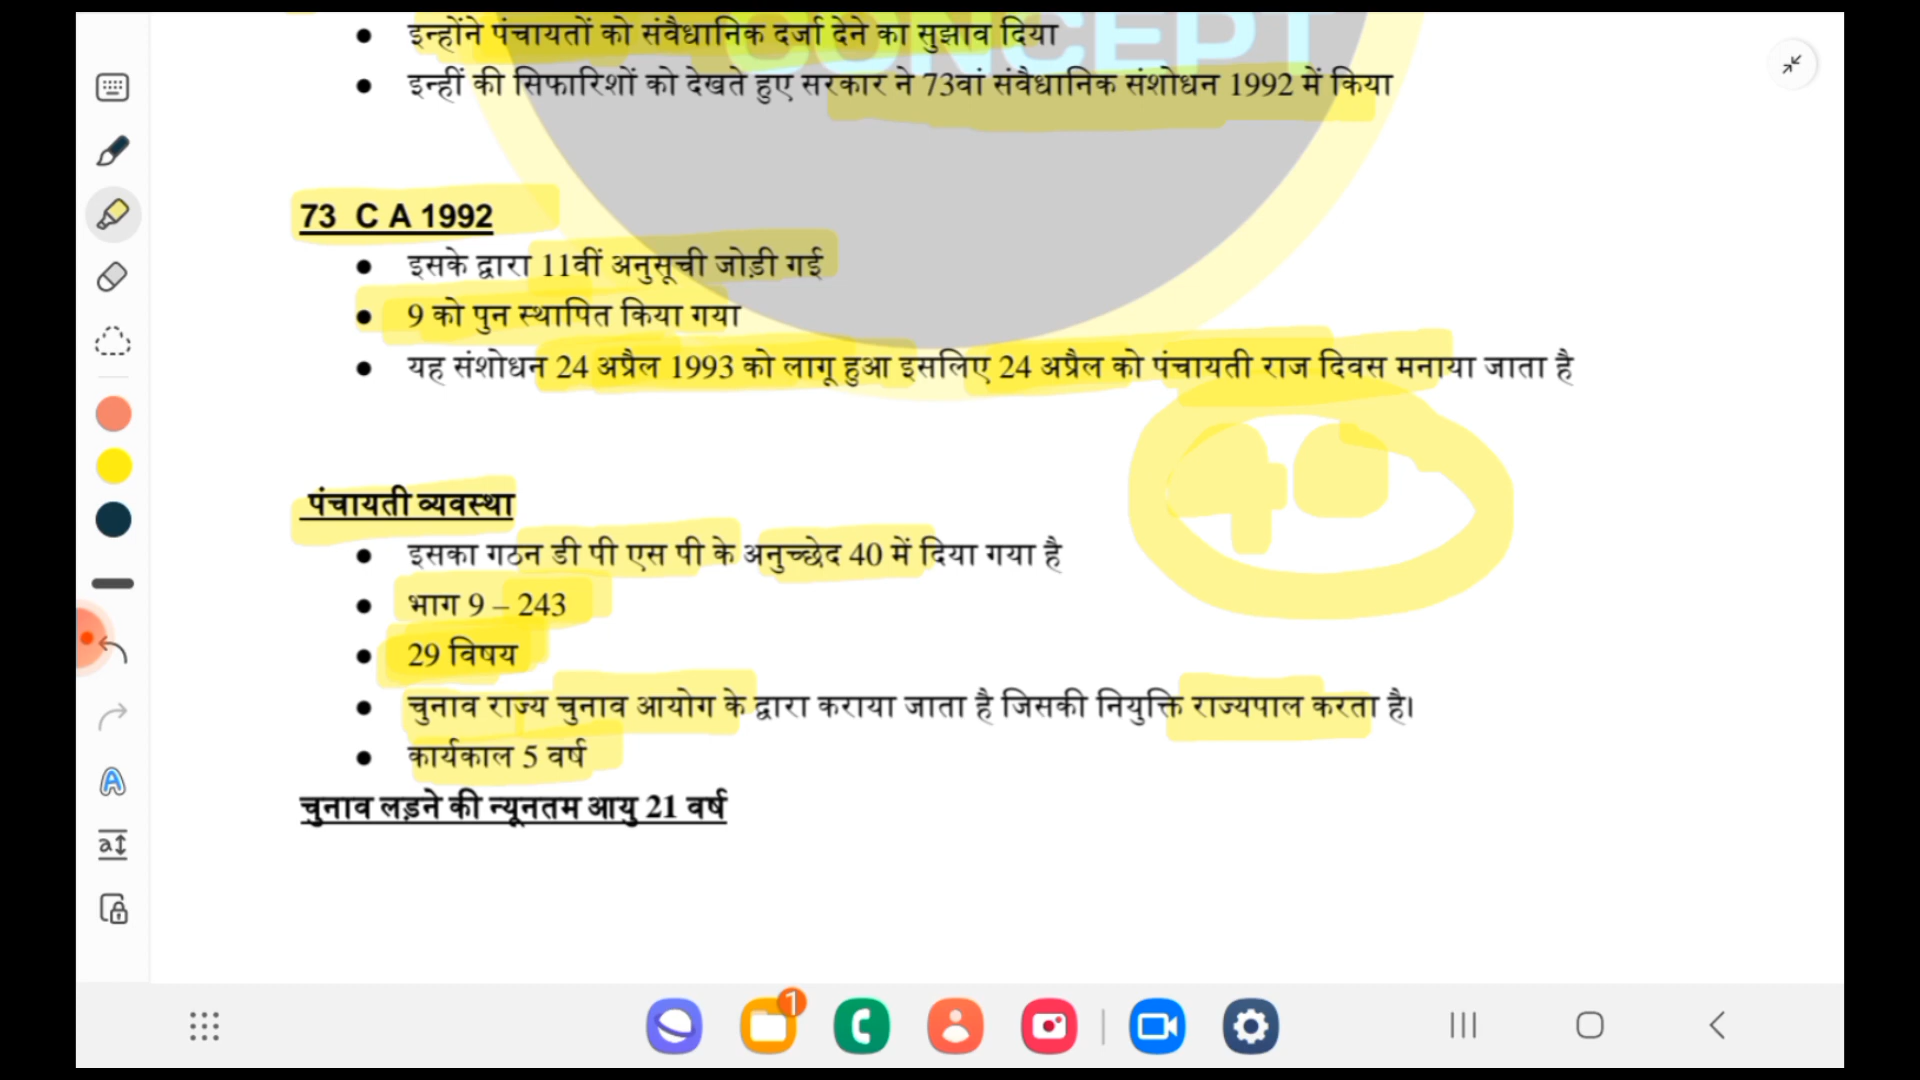 CONCEPT
इन्होंने पंचायतों को संवैधानिक दर्जा देने का सुझाव दिया
इन्हीं की सिफारिशों को देखते हुए सरकार ने 73वां संवैधानिक संशोधन 1992 में किया
73 C A 1992
इसके द्वारा 11वीं अनुसूची जोड़ी गई
9 को पुन स्थापित किया गया
यह संशोधन 24 अप्रैल 1993 को लागू हुआ इसलिए 24 अप्रैल को पंचायती राज दिवस मनाया जाता है
40
पंचायती व्यवस्था
इसका गठन डी पी एस पी के अनुच्छेद 40 में दिया गया है
भाग 9 – 243
29 विषय
चुनाव राज्य चुनाव आयोग के द्वारा कराया जाता है जिसकी नियुक्ति राज्यपाल करता है।
कार्यकाल 5 वर्ष
चुनाव लड़ने की न्यूनतम आयु 21 वर्ष
1